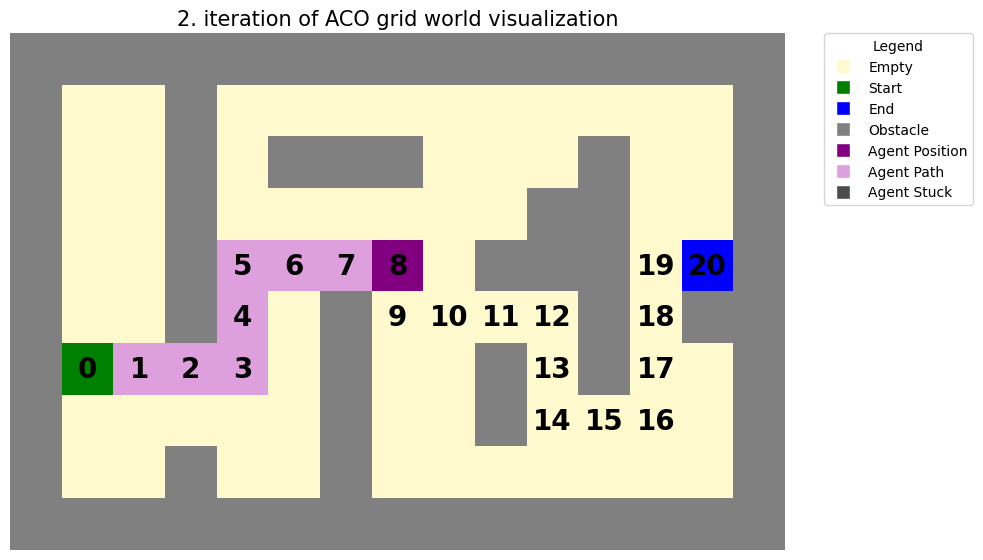 2. iteration of ACO grid world visualization
Legend
Empty
Start
End
Obstacle
Agent Position
Agent Path
Agent Stuck
5 6 7 8 19 20
4 9 10 11 12 18
0 1 2 3 13 17
14 15 16